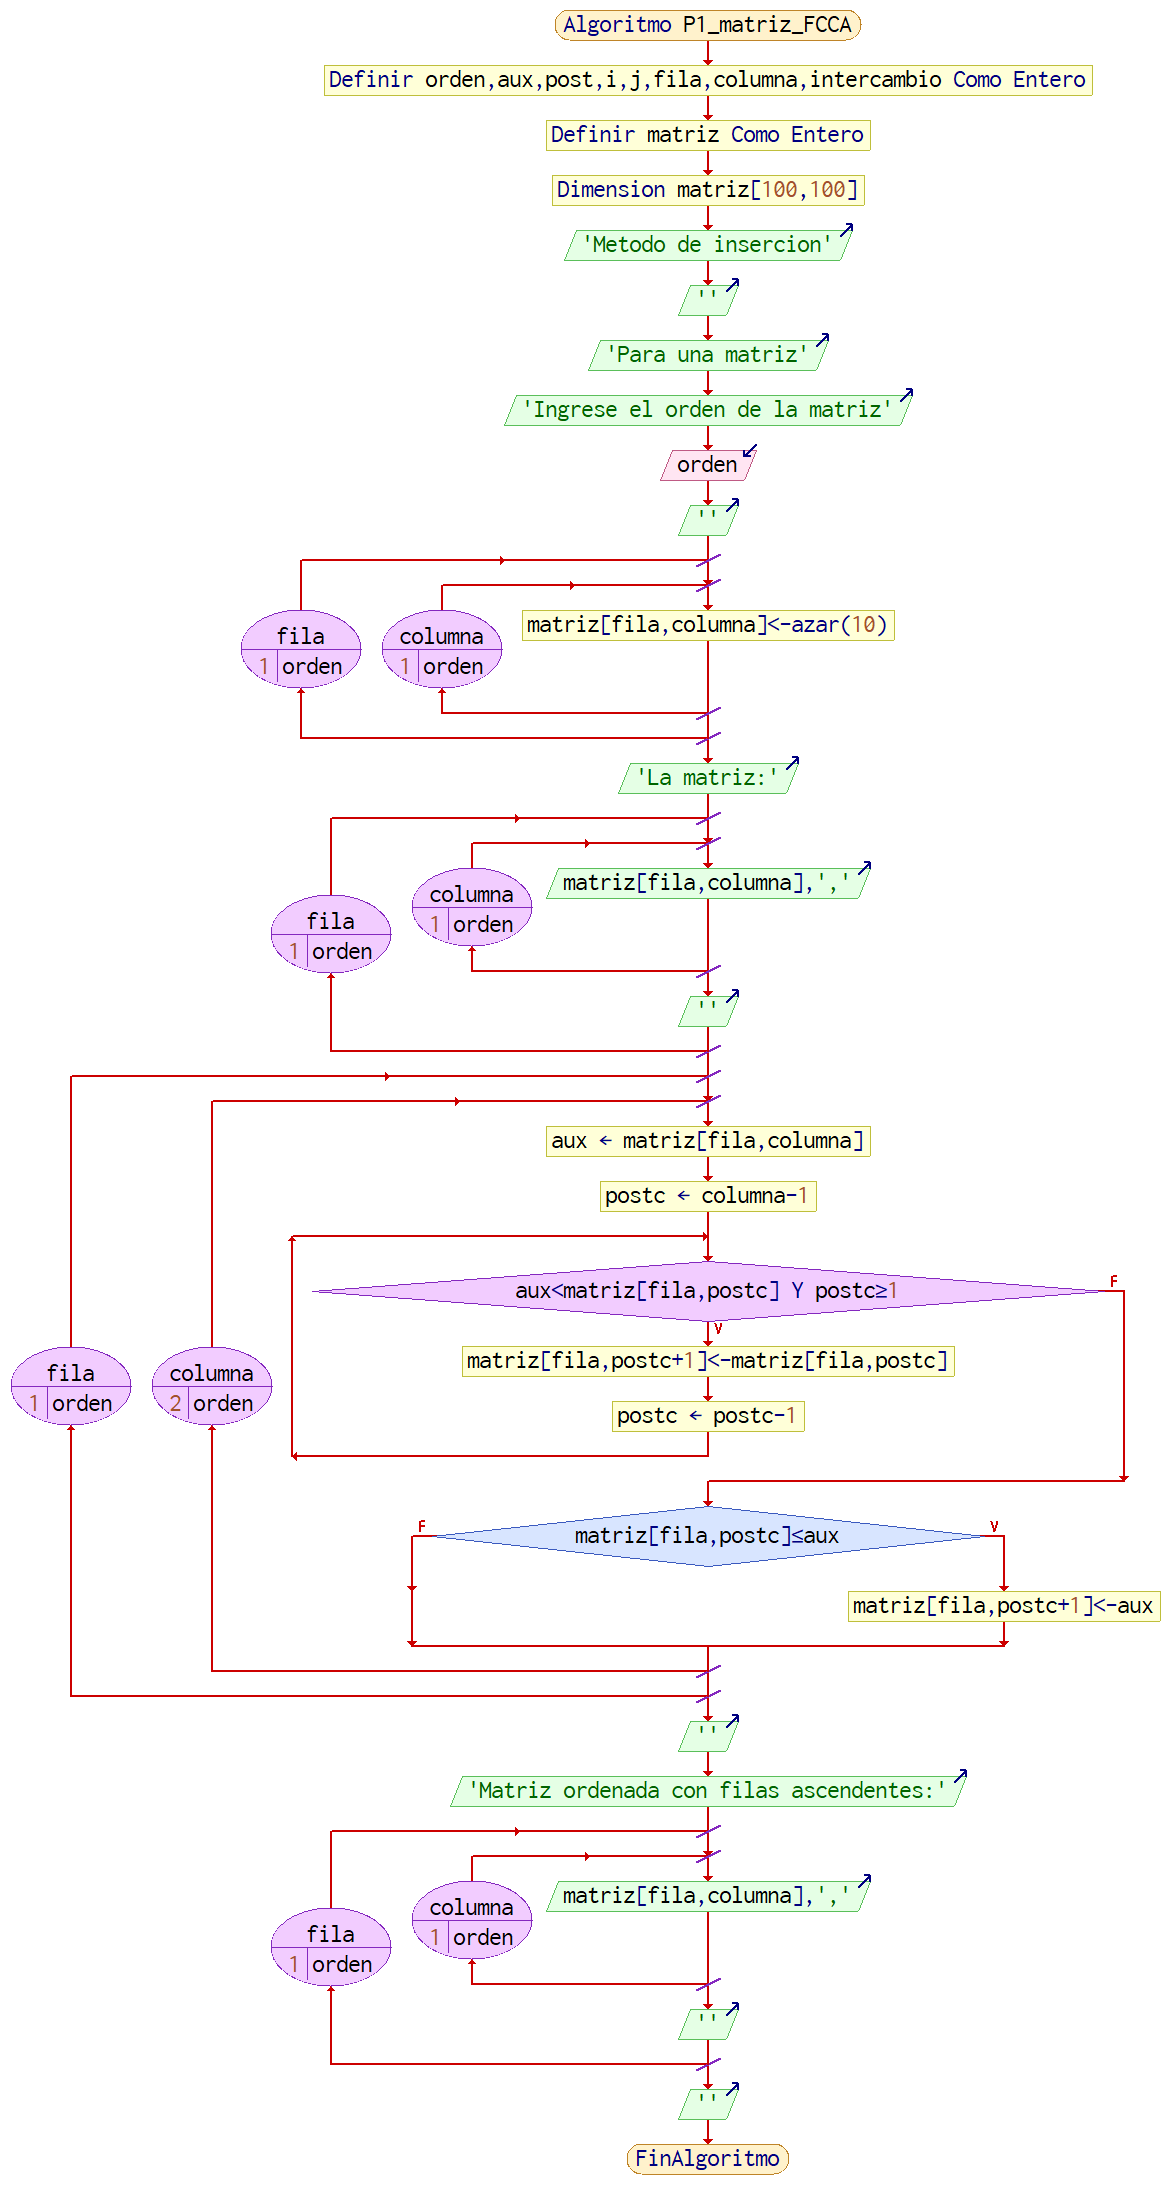 Algoritmo P1_matriz_FCCA
Definir orden,aux,post,i,j,fila,columna,intercambio Como Entero
Definir matriz Como Entero
Dimension matriz[100,100]
'Metodo de insercion'
''
'Para una matriz'
'Ingrese el orden de la matriz'
orden
''
fila
1 orden
columna
1 orden
matriz[fila,columna]<-azar(10)
'La matriz:'
fila
1 orden
columna
1 orden
matriz[fila,columna],','
''
fila
1 orden
columna
2 orden
aux ← matriz[fila,columna]
postc ← columna-1
aux<matriz[fila,postc] Y postc≥1
F
V
matriz[fila,postc+1]<-matriz[fila,postc]
postc ← postc-1
F
matriz[fila,postc]≤aux
V
matriz[fila,postc+1]<-aux
''
'Matriz ordenada con filas ascendentes:'
fila
1 orden
columna
1 orden
matriz[fila,columna],','
''
''
FinAlgoritmo